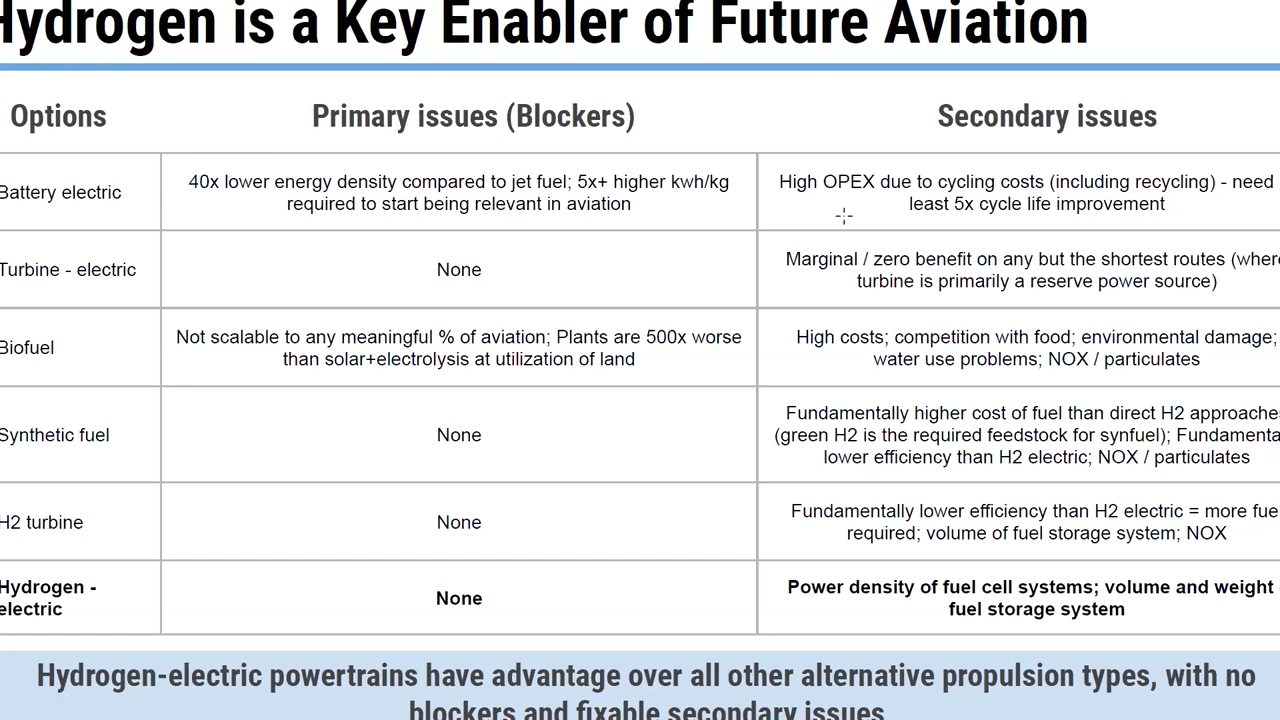 Hydrogen is a Key Enabler of Future Aviation
Options
Primary issues (Blockers)
Secondary issues
Battery electric
40x lower energy density compared to jet fuel; 5x+ higher kwh/kg
required to start being relevant in aviation
High OPEX due to cycling costs (including recycling) - need
least 5x cycle life improvement
Turbine - electric
None
Marginal / zero benefit on any but the shortest routes (where
turbine is primarily a reserve power source)
Biofuel
Not scalable to any meaningful % of aviation; Plants are 500x worse
than solar+electrolysis at utilization of land
High costs; competition with food; environmental damage;
water use problems; NOX / particulates
Synthetic fuel
None
Fundamentally higher cost of fuel than direct H2 approaches
(green H2 is the required feedstock for synfuel);
lower efficiency than H2 electric; NOX / particulates
H2 turbine
None
Fundamentally lower efficiency than H2 electric = more fuel
required; volume of fuel storage system; NOX
Hydrogen -
electric
None
Power density of fuel cell systems; volume and weight
fuel storage system
Hydrogen-electric powertrains have advantage over all other alternative propulsion types, with no
blockers and fixable secondary issues